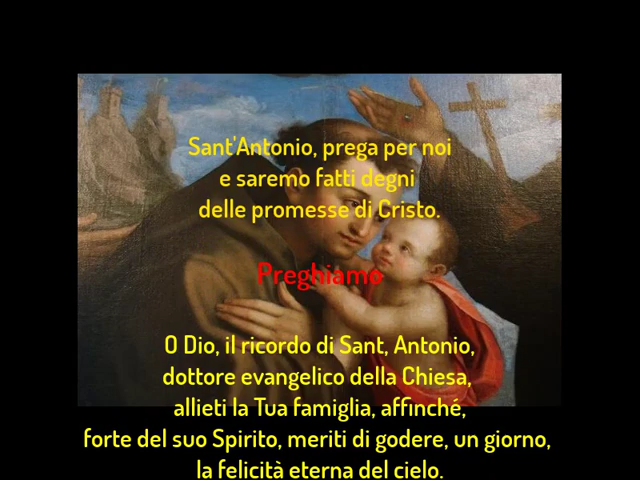 Sant'Antonio, prega per noi
e saremo fatti degni
delle promesse di Cristo.
Preghiamo
O Dio, il ricordo di Sant, Antonio,
dottore evangelico della Chiesa,
allieti la Tua famiglia, affinché,
forte del suo Spirito, meriti di godere, un giorno,
la felicità eterna del cielo.